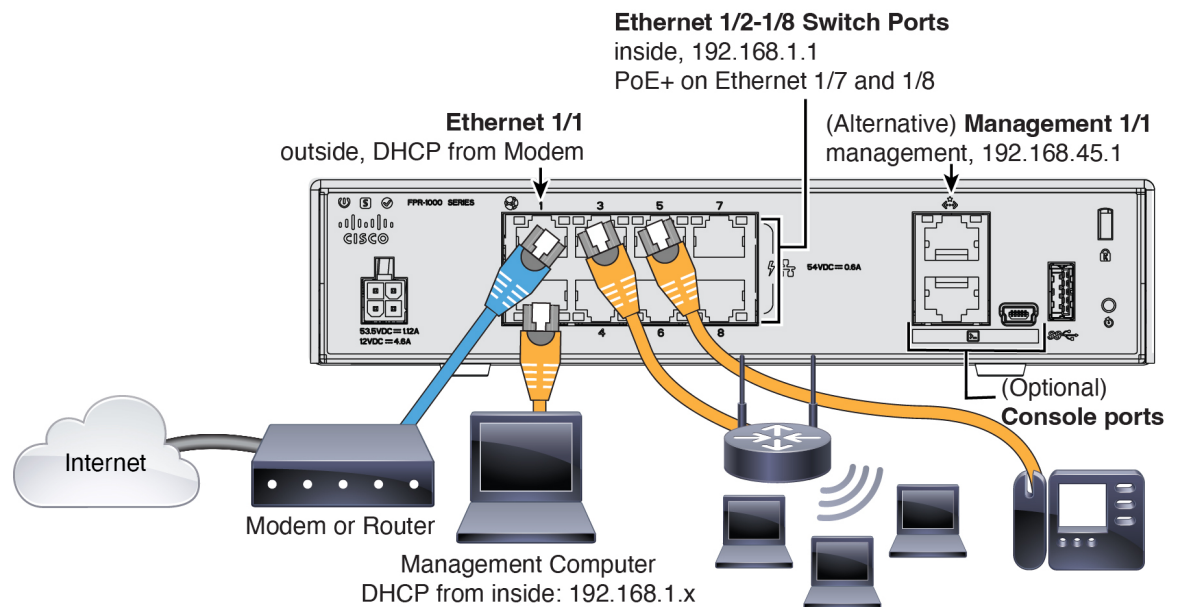 Ethernet 1/2-1/8 Switch Ports
inside, 192.168.1.1
PoE+ on Ethernet 1/7 and 1/8
Ethernet 1/1
outside, DHCP from Modem
(Alternative) Management 1/1
management, 192.168.45.1
S
FPR-1000 SERIES
1 3 5 7
CISCO
54VDC⎓0.6A
53.5VDC⎓1.12A
12VDC⎓4.6A
4 6 8
(Optional)
Console ports
Internet
Modem or Router
Management Computer
DHCP from inside: 192.168.1.x